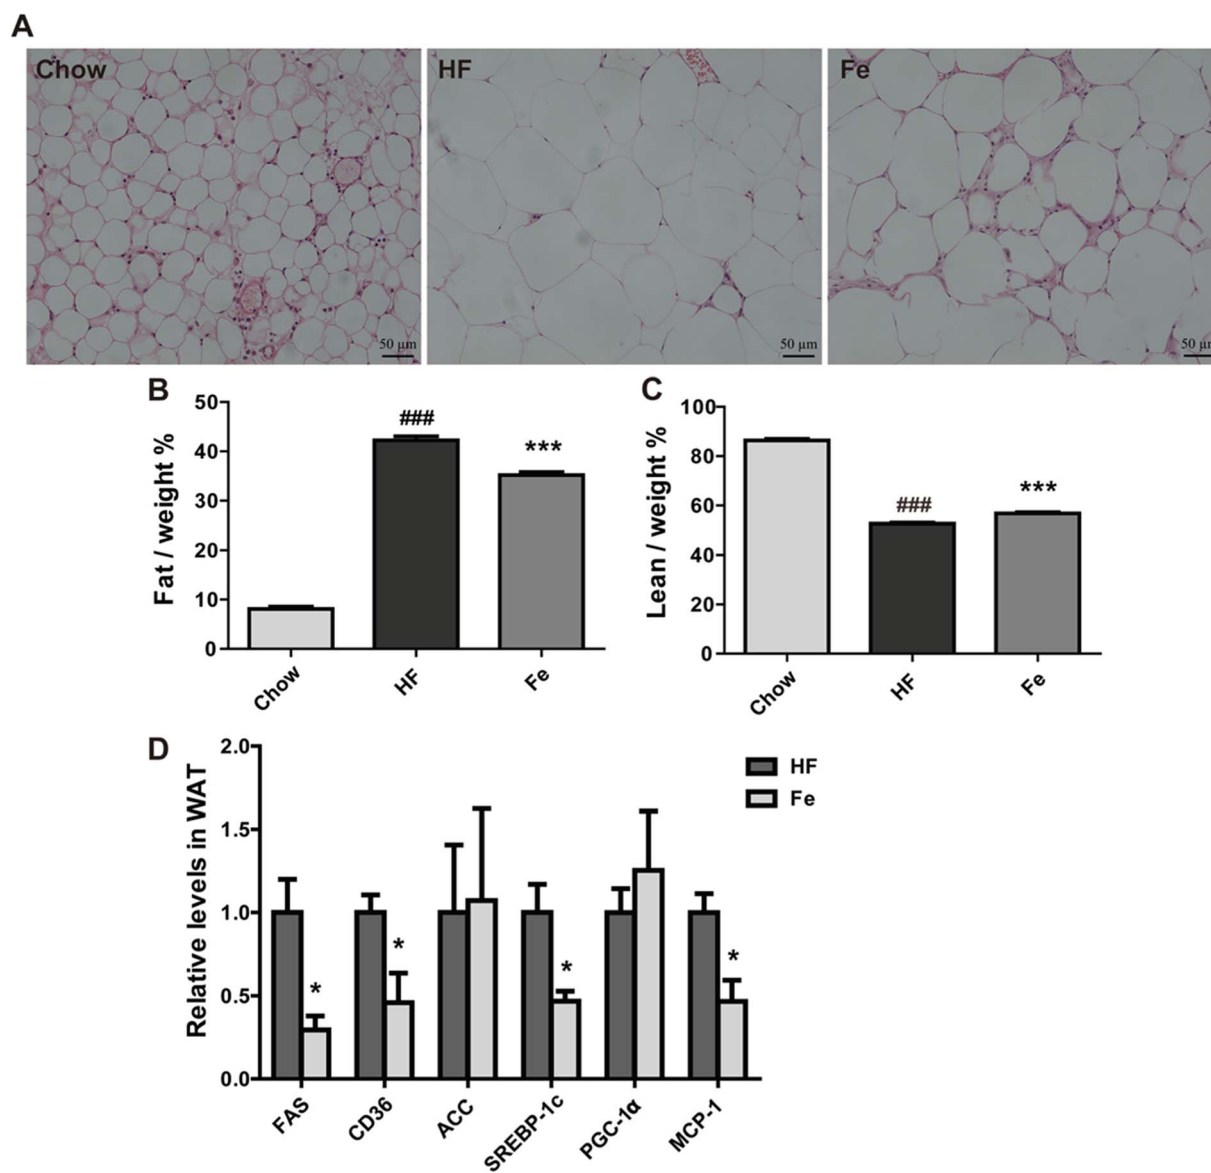 A
Chow
HF
Fe
50 µm
50 µm
50 µm
B
Fat / weight %
50
40
30
20
10
0
###
***
Chow
HF
Fe
C
Lean / weight %
100
80
60
40
20
0
###
***
Chow
HF
Fe
D
Relative levels in WAT
2.0
1.5
1.0
0.5
0.0
HF
Fe
*
*
*
*
FAS
CD36
ACC
SREBP-1c
PGC-1α
MCP-1